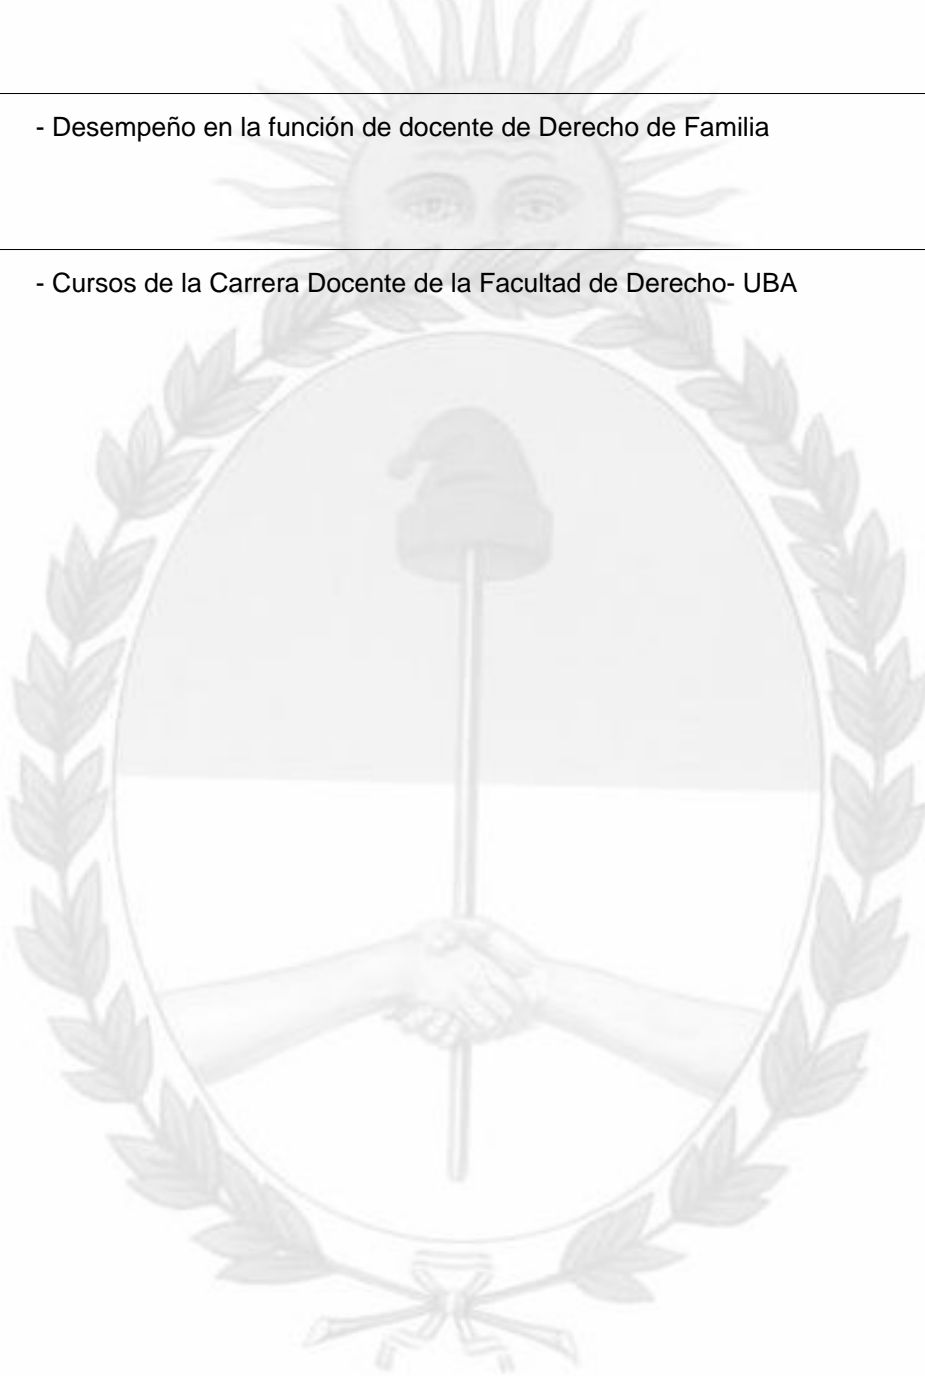 - Desempeño en la función de docente de Derecho de Familia
- Cursos de la Carrera Docente de la Facultad de Derecho- UBA